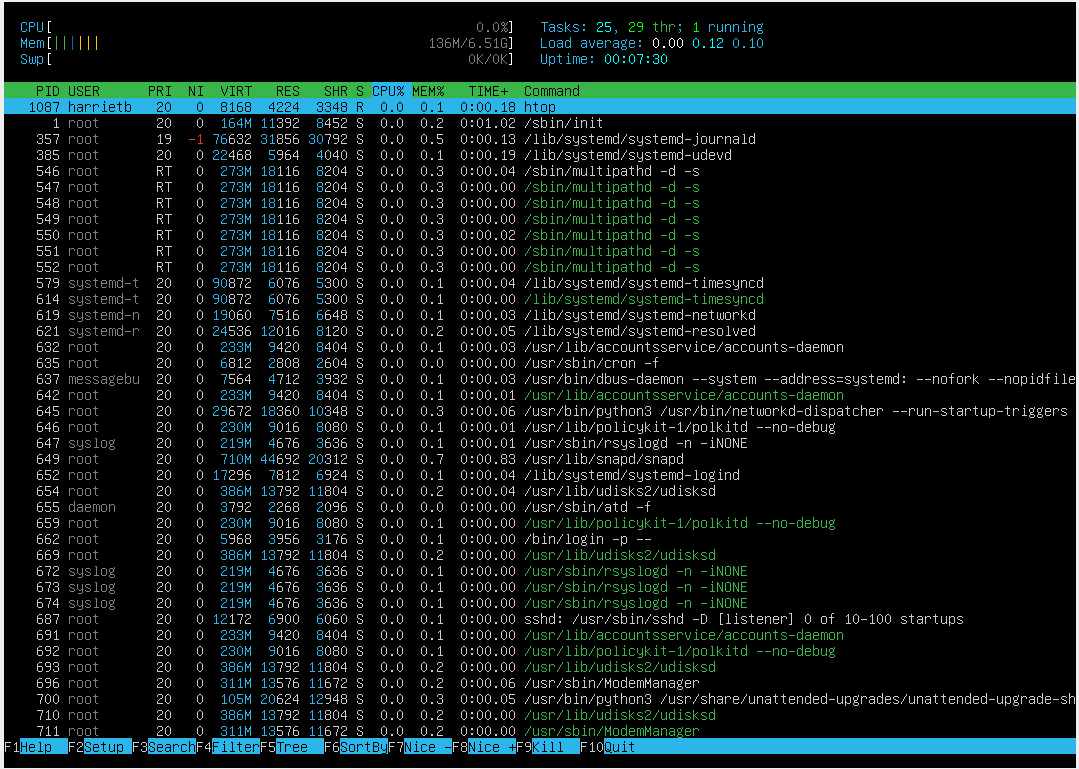 CPU[ 0.0%] Tasks: 25, 29 thr; 1 running
Mem[|||||| 136M/6.51G] Load average: 0.00 0.12 0.10
Swp[ 0K/0K] Uptime: 00:07:30
PID USER PRI NI VIRT RES SHR S CPU% MEM% TIME+ Command
1087 harrietb 20 0 8168 4224 3348 R 0.0 0.1 0:00.18 htop
1 root 20 0 164M 11392 8452 S 0.0 0.2 0:01.02 /sbin/init
357 root 19 -1 76632 31856 30792 S 0.0 0.5 0:00.13 /lib/systemd/systemd-journald
385 root 20 0 22468 5964 4040 S 0.0 0.1 0:00.19 /lib/systemd/systemd-udevd
546 root RT 0 273M 18116 8204 S 0.0 0.3 0:00.04 /sbin/multipathd -d -s
547 root RT 0 273M 18116 8204 S 0.0 0.3 0:00.00 /sbin/multipathd -d -s
548 root RT 0 273M 18116 8204 S 0.0 0.3 0:00.00 /sbin/multipathd -d -s
549 root RT 0 273M 18116 8204 S 0.0 0.3 0:00.00 /sbin/multipathd -d -s
550 root RT 0 273M 18116 8204 S 0.0 0.3 0:00.02 /sbin/multipathd -d -s
551 root RT 0 273M 18116 8204 S 0.0 0.3 0:00.00 /sbin/multipathd -d -s
552 root RT 0 273M 18116 8204 S 0.0 0.3 0:00.00 /sbin/multipathd -d -s
579 systemd-t 20 0 90872 6076 5300 S 0.0 0.1 0:00.04 /lib/systemd/systemd-timesyncd
614 systemd-t 20 0 90872 6076 5300 S 0.0 0.1 0:00.00 /lib/systemd/systemd-timesyncd
619 systemd-n 20 0 19060 7516 6648 S 0.0 0.1 0:00.03 /lib/systemd/systemd-networkd
621 systemd-r 20 0 24536 12016 8120 S 0.0 0.2 0:00.05 /lib/systemd/systemd-resolved
632 root 20 0 233M 9420 8404 S 0.0 0.1 0:00.03 /usr/lib/accountsservice/accounts-daemon
635 root 20 0 6812 2808 2604 S 0.0 0.0 0:00.00 /usr/sbin/cron -f
637 messagebu 20 0 7564 4712 3932 S 0.0 0.1 0:00.03 /usr/bin/dbus-daemon --system --address=systemd: --nofork --nopidfile
642 root 20 0 233M 9420 8404 S 0.0 0.1 0:00.01 /usr/lib/accountsservice/accounts-daemon
645 root 20 0 29672 18360 10348 S 0.0 0.3 0:00.06 /usr/bin/python3 /usr/bin/networkd-dispatcher --run-startup-triggers
646 root 20 0 230M 9016 8080 S 0.0 0.1 0:00.01 /usr/lib/policykit-1/polkitd --no-debug
647 syslog 20 0 219M 4676 3636 S 0.0 0.1 0:00.01 /usr/sbin/rsyslogd -n -iNONE
649 root 20 0 710M 44692 20312 S 0.0 0.7 0:00.83 /usr/lib/snapd/snapd
652 root 20 0 17296 7812 6924 S 0.0 0.1 0:00.04 /lib/systemd/systemd-logind
654 root 20 0 386M 13792 11804 S 0.0 0.2 0:00.04 /usr/lib/udisks2/udisksd
655 daemon 20 0 3792 2268 2096 S 0.0 0.0 0:00.00 /usr/sbin/atd -f
659 root 20 0 230M 9016 8080 S 0.0 0.1 0:00.00 /usr/lib/policykit-1/polkitd --no-debug
662 root 20 0 5968 3956 3176 S 0.0 0.1 0:00.00 /bin/login -p --
669 root 20 0 386M 13792 11804 S 0.0 0.2 0:00.00 /usr/lib/udisks2/udisksd
672 syslog 20 0 219M 4676 3636 S 0.0 0.1 0:00.00 /usr/sbin/rsyslogd -n -iNONE
673 syslog 20 0 219M 4676 3636 S 0.0 0.1 0:00.00 /usr/sbin/rsyslogd -n -iNONE
674 syslog 20 0 219M 4676 3636 S 0.0 0.1 0:00.00 /usr/sbin/rsyslogd -n -iNONE
687 root 20 0 12172 6900 6060 S 0.0 0.1 0:00.00 sshd: /usr/sbin/sshd -D [listener] 0 of 10-100 startups
691 root 20 0 233M 9420 8404 S 0.0 0.1 0:00.00 /usr/lib/accountsservice/accounts-daemon
692 root 20 0 230M 9016 8080 S 0.0 0.1 0:00.00 /usr/lib/policykit-1/polkitd --no-debug
693 root 20 0 386M 13792 11804 S 0.0 0.2 0:00.00 /usr/lib/udisks2/udisksd
696 root 20 0 311M 13576 11672 S 0.0 0.2 0:00.06 /usr/sbin/ModemManager
700 root 20 0 105M 20624 12948 S 0.0 0.3 0:00.05 /usr/bin/python3 /usr/share/unattended-upgrades/unattended-upgrade-sh
710 root 20 0 386M 13792 11804 S 0.0 0.2 0:00.00 /usr/lib/udisks2/udisksd
711 root 20 0 311M 13576 11672 S 0.0 0.2 0:00.00 /usr/sbin/ModemManager
F1Help F2Setup F3SearchF4FilterF5Tree F6SortByF7Nice -F8Nice +F9Kill F10Quit